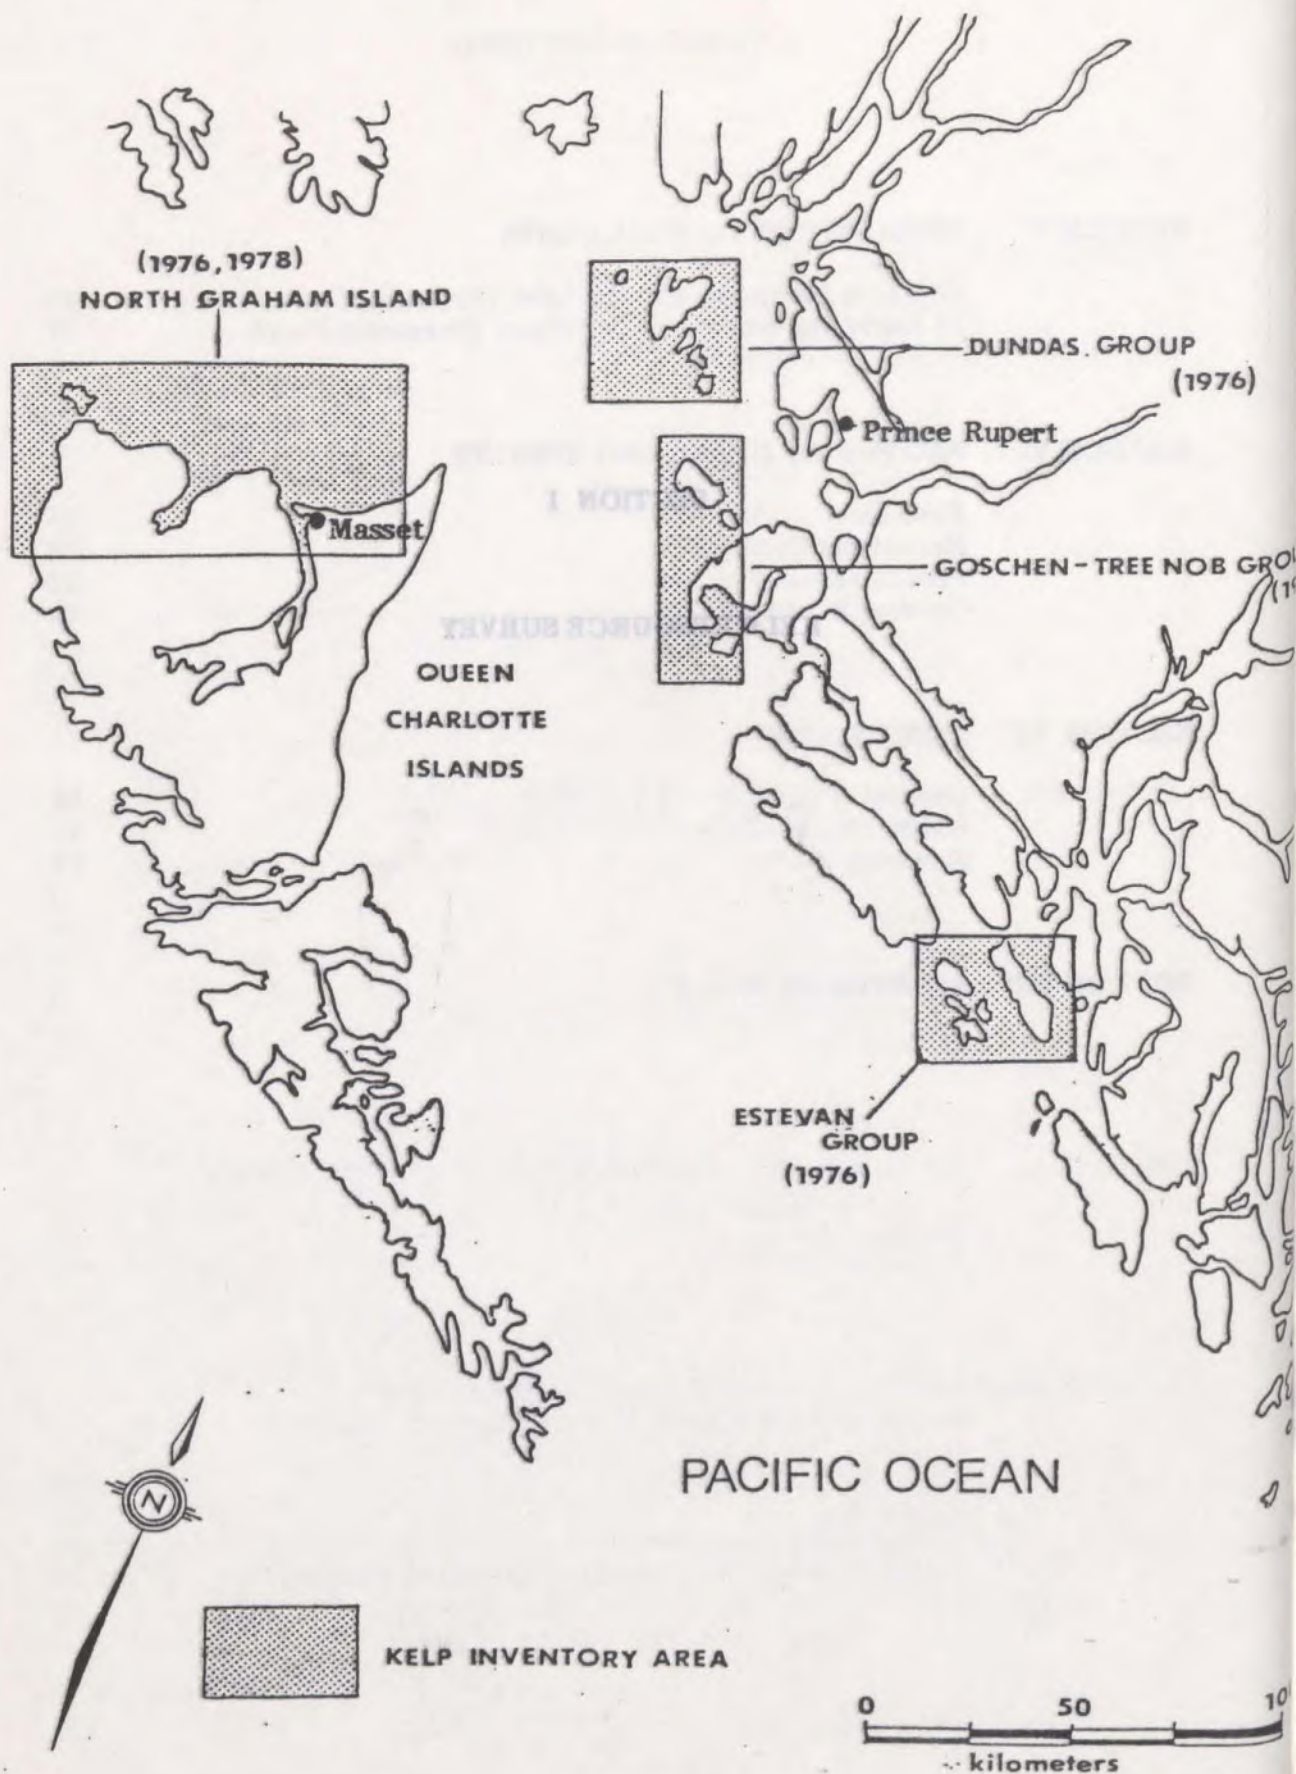 (1976,1978)
NORTH GRAHAM ISLAND
DUNDAS. GROUP
(1976)
Prince Rupert
Masset
GOSCHEN-TREE NOB
QUEEN
CHARLOTTE
ISLANDS
ESTEVAN
GROUP
(1976)
PACIFIC OCEAN
N
KELP INVENTORY AREA
0 50
kilometers